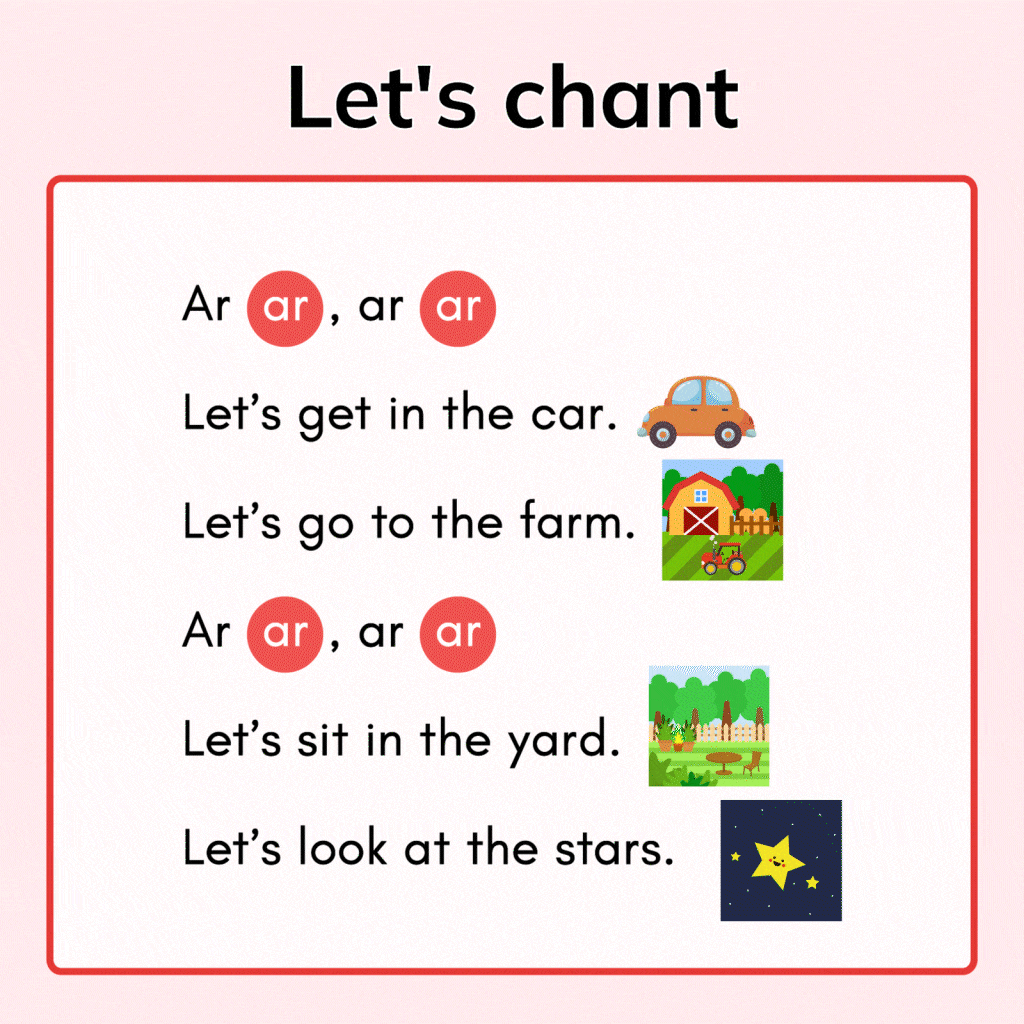 Let's chant
Ar ar, ar ar
Let’s get in the car.
Let’s go to the farm.
Ar ar, ar ar
Let’s sit in the yard.
Let’s look at the stars.